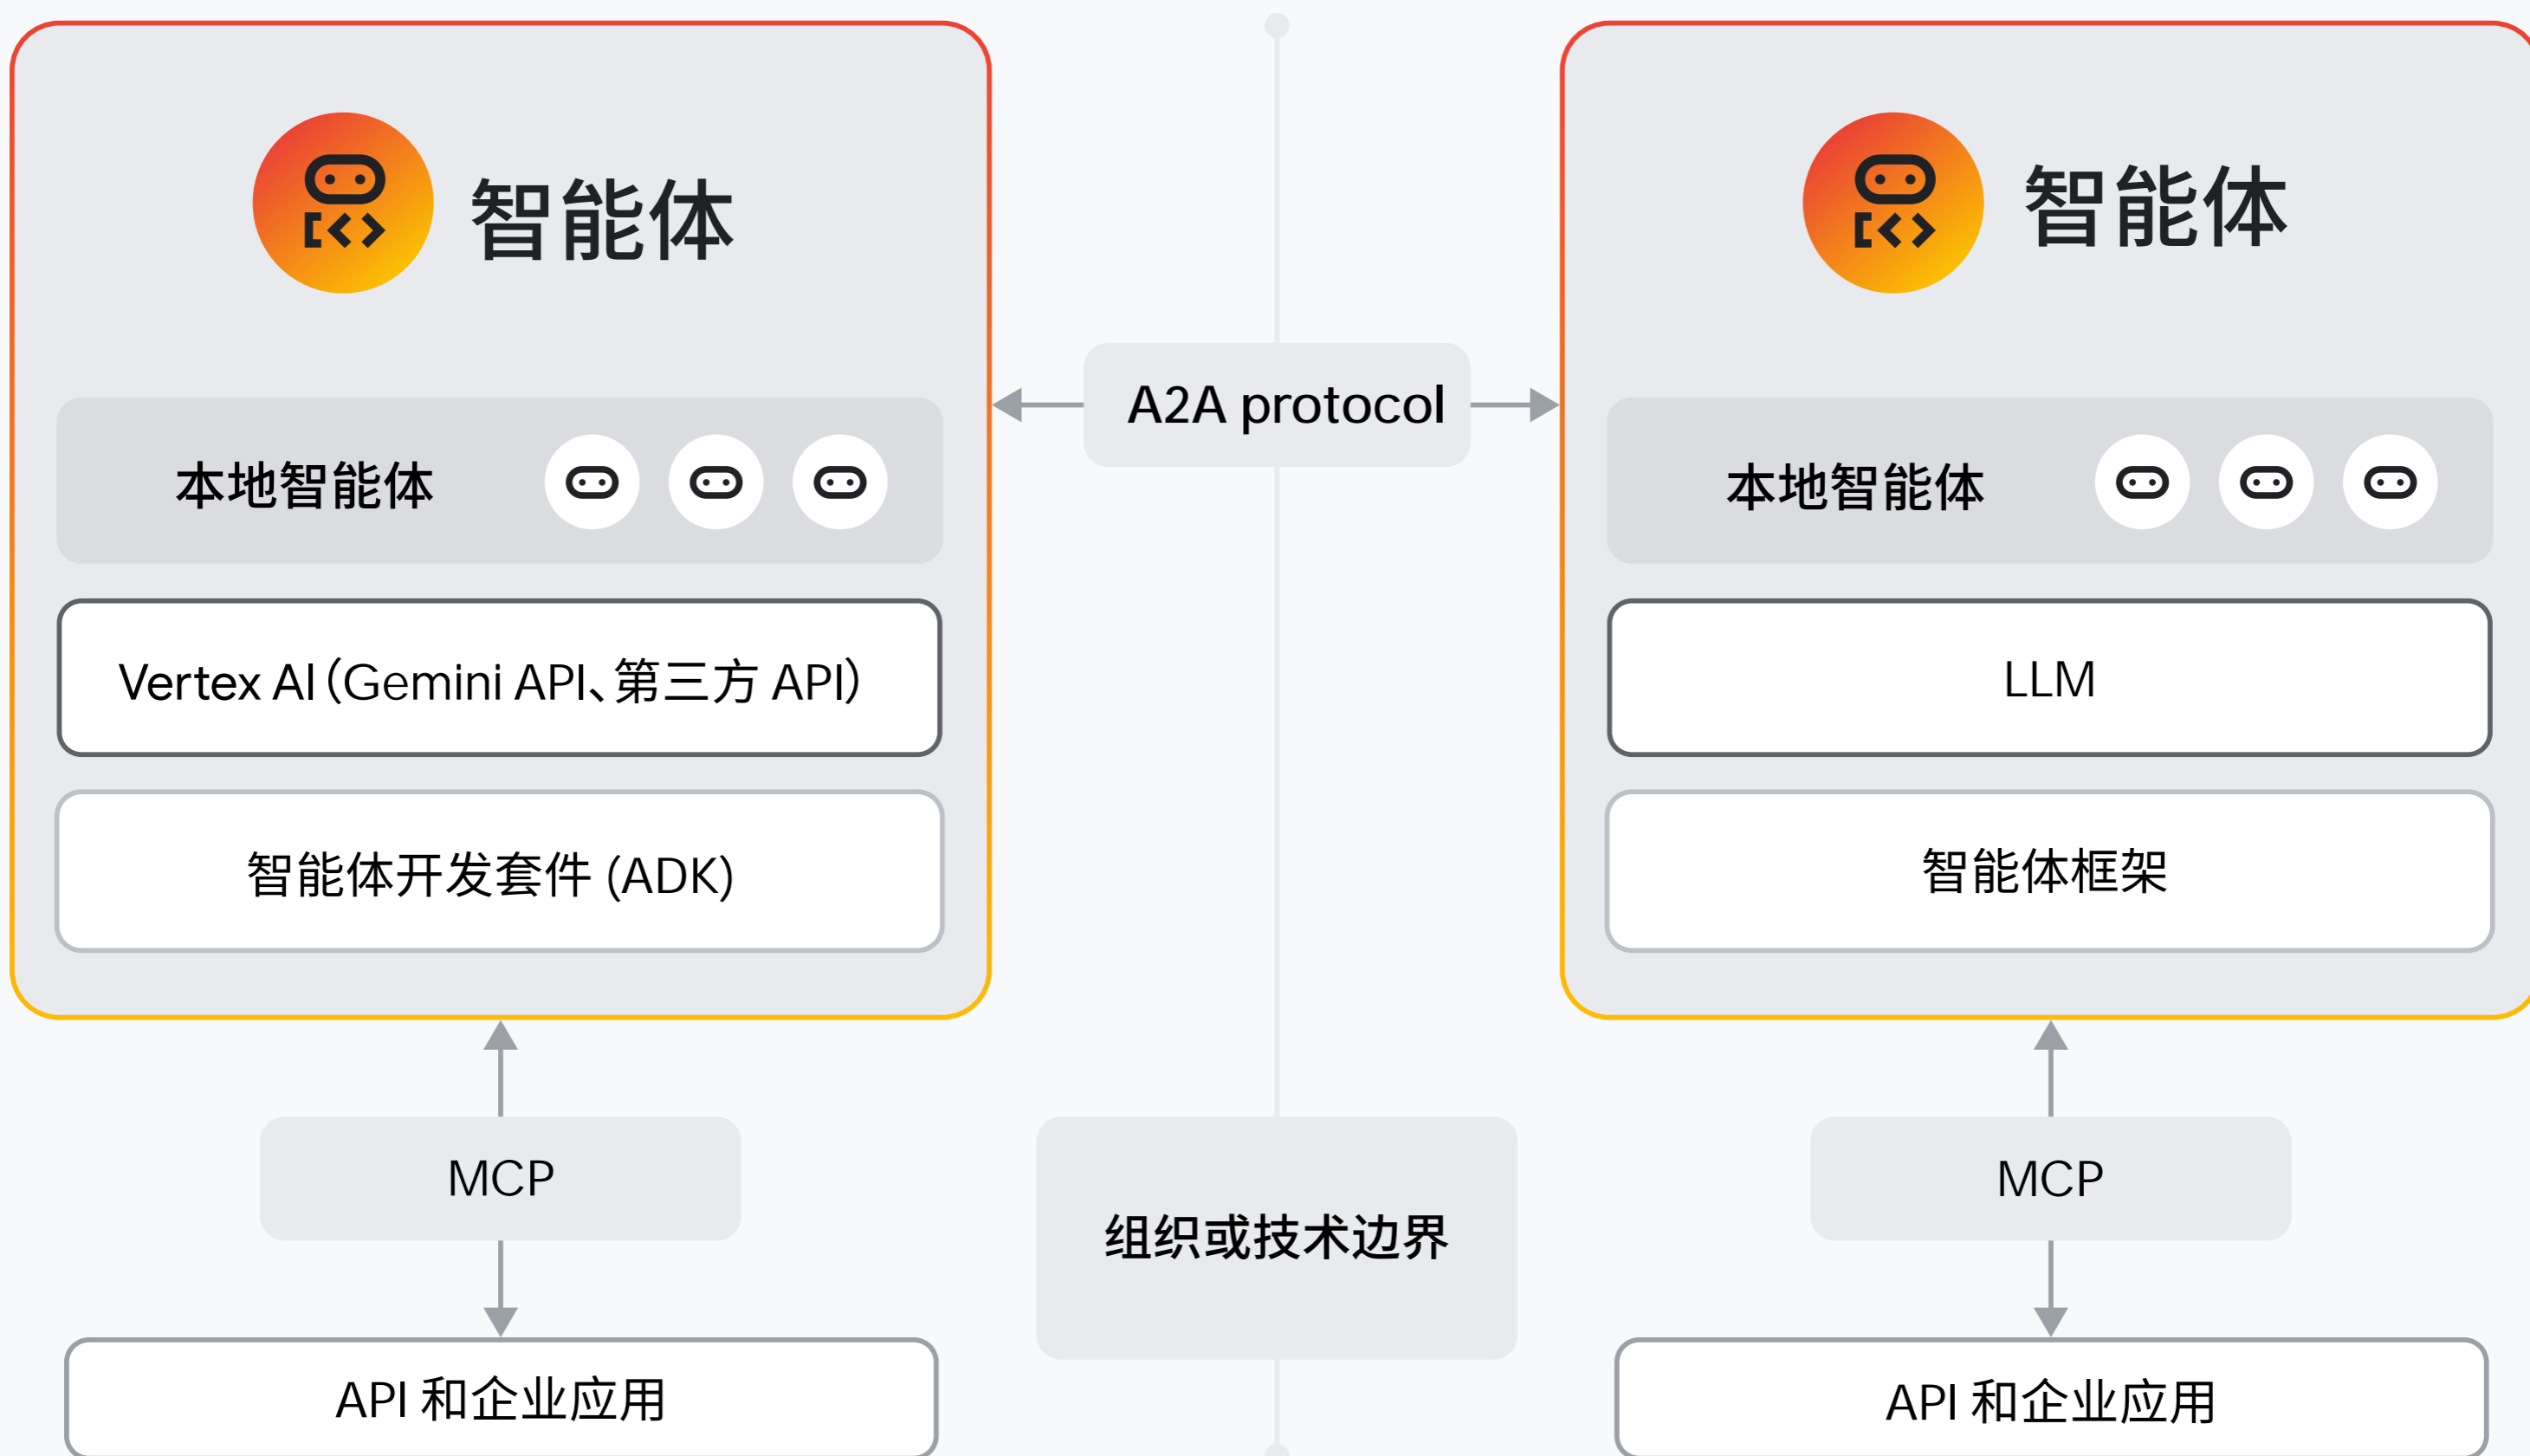 智能体
本地智能体
Vertex AI（Gemini API、第三方 API）
智能体开发套件 (ADK)
MCP
API 和企业应用
A2A protocol
组织或技术边界
智能体
本地智能体
LLM
智能体框架
MCP
API 和企业应用